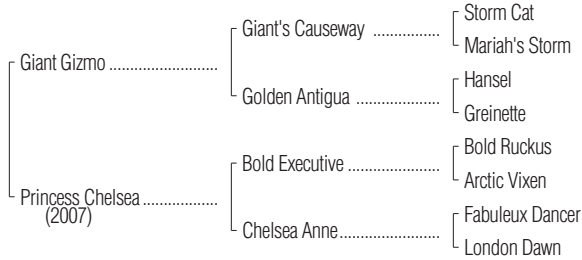 Storm Cat
Giant's Causeway ................
Mariah's Storm
Giant Gizmo ..........................
Hansel
Golden Antigua ....................
Greinette
Bold Ruckus
Bold Executive ......................
Arctic Vixen
Princess Chelsea ..................
(2007)
Fabuleux Dancer
Chelsea Anne ........................
London Dawn